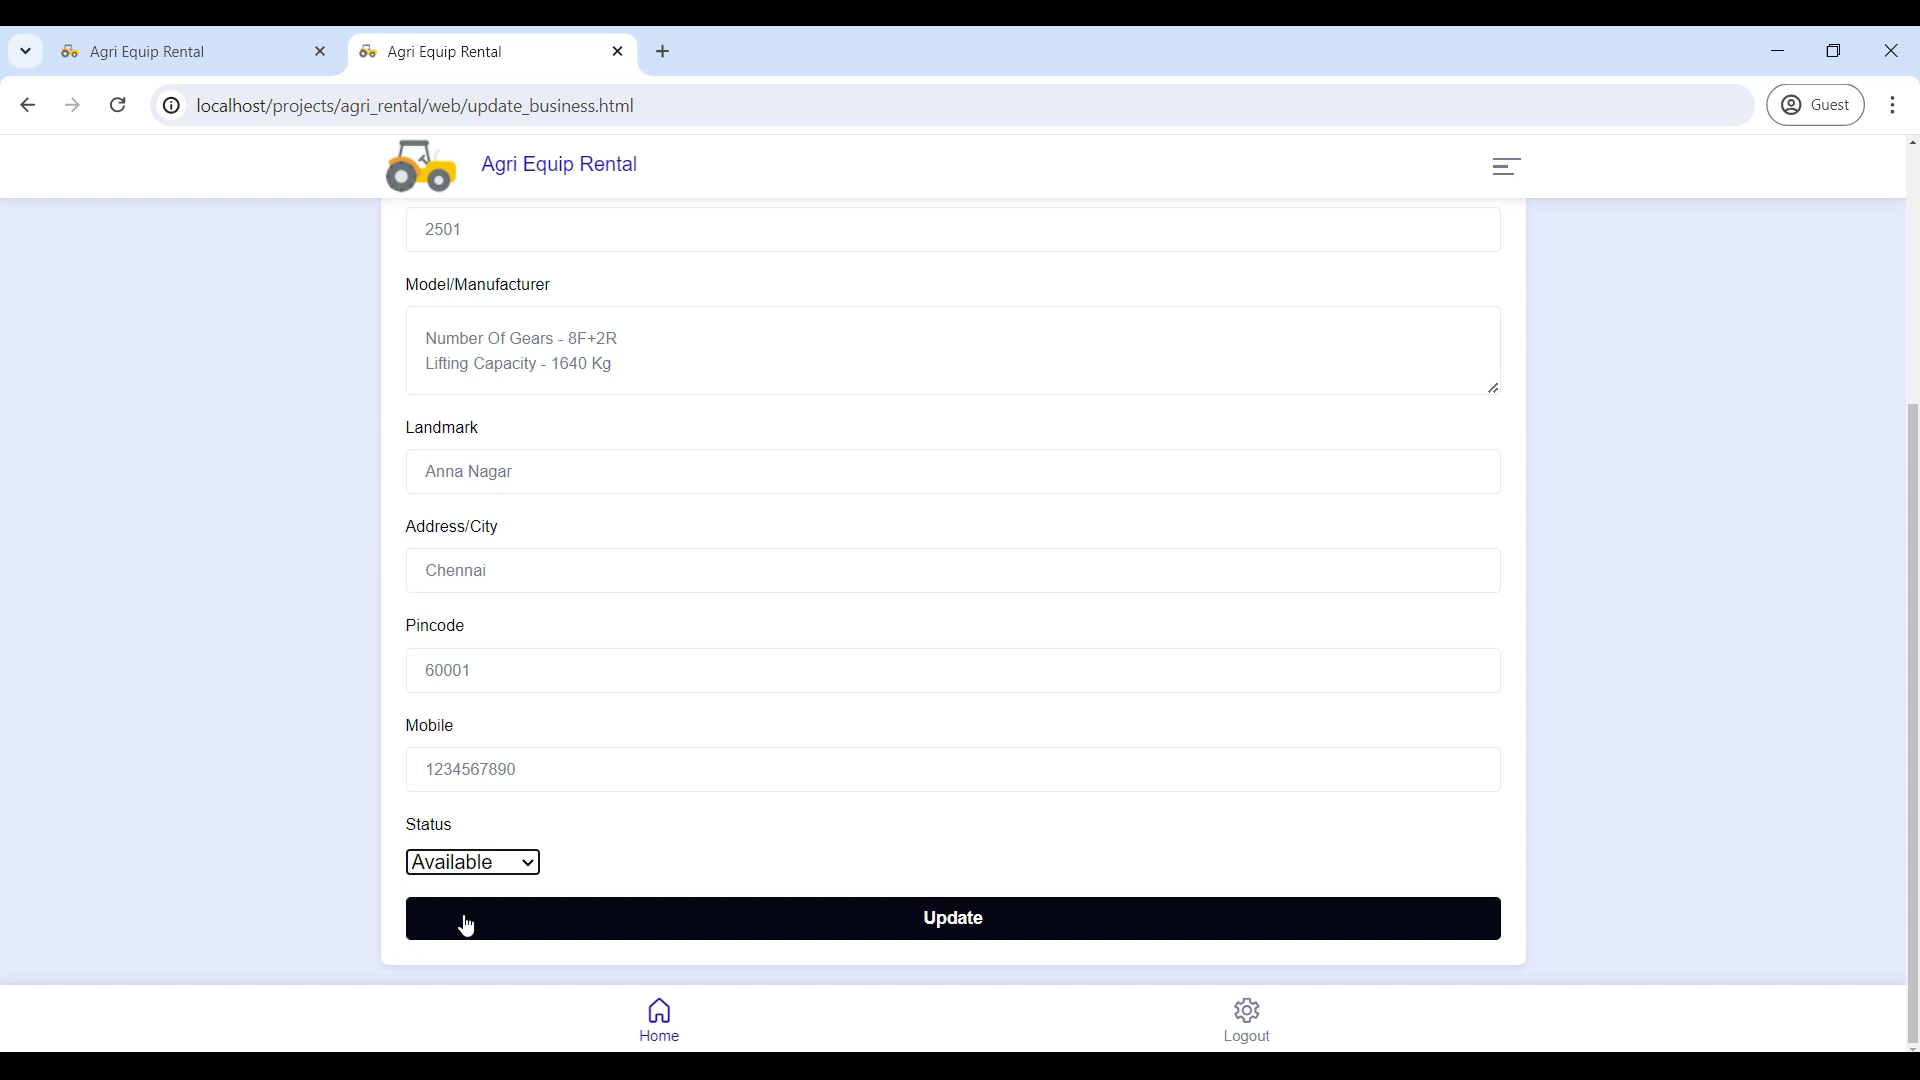 Agri Equip Rental
Agri Equip Rental
localhost/projects/agri_rental/web/update_business.html
Guest
Agri Equip Rental
2501
Model/Manufacturer
Number Of Gears - 8F+2R
Lifting Capacity - 1640 Kg
Landmark
Anna Nagar
Address/City
Chennai
Pincode
60001
Mobile
1234567890
Status
Available
Update
Home
Logout